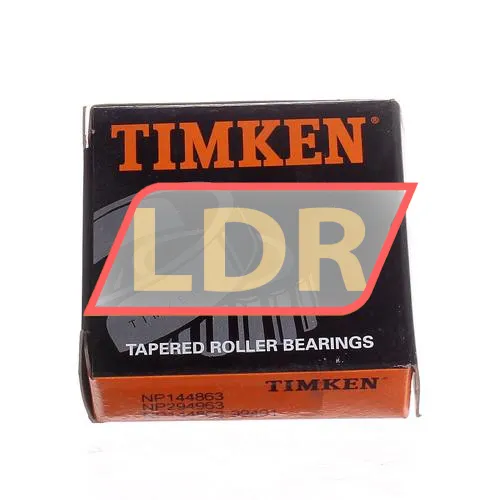 TIMKEN®
LDR
TAPERED ROLLER BEARINGS
TIMKEN
NP144863
NP294963